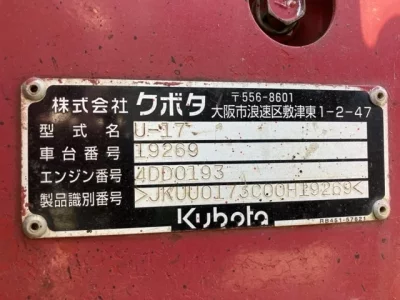 株式会社 クボタ
〒556-8601
大阪市浪速区敷津東1-2-47
型式名 U-17
車台番号 19269
エンジン番号 4DD0193
製品識別番号 >JKUU0173C00H19269<
Kubota